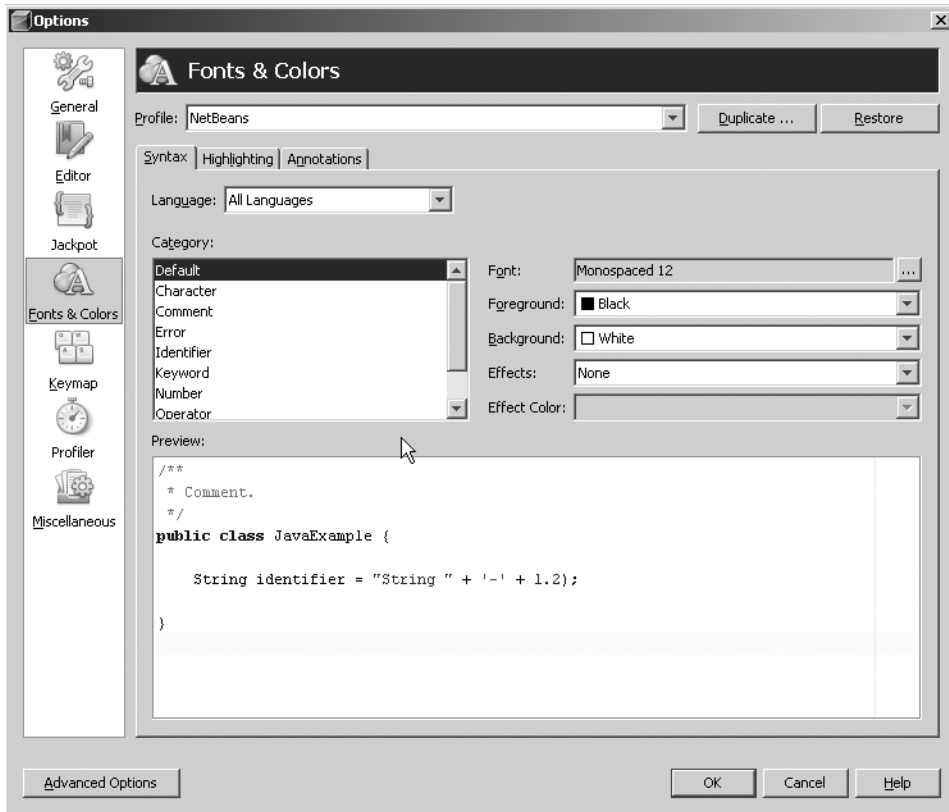 Options
General
Editor
Jackpot
Fonts & Colors
Keymap
Profiler
Miscellaneous
Fonts & Colors
Profile: NetBeans Duplicate ... Restore
Syntax Highlighting Annotations
Language: All Languages
Category:
Default
Character
Comment
Error
Identifier
Keyword
Number
Operator
Font: Monospaced 12 ...
Foreground: Black
Background: White
Effects: None
Effect Color:
Preview:
/**
 * Comment.
 */
public class JavaExample {
    String identifier = "String " + '-' + 1.2);
}
Advanced Options OK Cancel Help